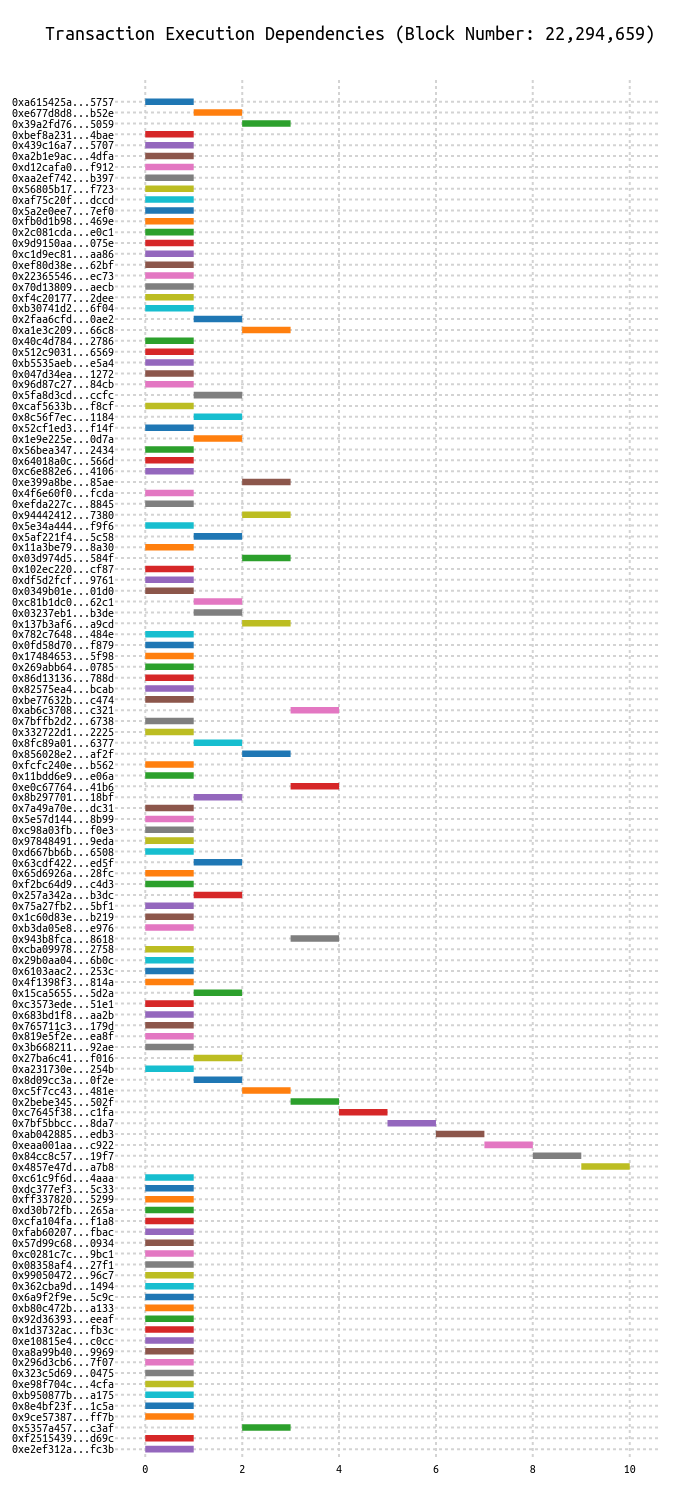 Transaction Execution Dependencies (Block Number: 22,294,659)
0xa615425a...5757
0xe677d8d8...b52e
0x39a2fd76...5059
0xbef8a231...4bae
0x439c16a7...5707
0xa2b1e9ac...4dfa
0xd12cafa0...f912
0xaa2ef742...b397
0x56805b17...f723
0xaf75c20f...dccd
0x5a2e0ee7...7ef0
0xfb0d1b98...469e
0x2c081cda...e0c1
0x9d9150aa...075e
0xc1d9ec81...aa86
0xef80d38e...62bf
0x22365546...ec73
0x70d13809...aecb
0xf4c20177...2dee
0xb30741d2...6f04
0x2faa6cfd...0ae2
0xa1e3c209...66c8
0x40c4d784...2786
0x512c9031...6569
0xb5535aeb...e5a4
0x047d34ea...1272
0x96d87c27...84cb
0x5fa8d3cd...ccfc
0xcaf5633b...f8cf
0x8c56f7ec...1184
0x52cf1ed3...f14f
0x1e9e225e...0d7a
0x56bea347...2434
0x64018a0c...566d
0xc6e882e6...4106
0xe399a8be...85ae
0x4f6e60f0...fcda
0xefda227c...8845
0x94442412...7380
0x5e34a444...f9f6
0x5af221f4...5c58
0x11a3be79...8a30
0x03d974d5...584f
0x102ec220...cf87
0xdf5d2fcf...9761
0x0349b01e...01d0
0xc81b1dc0...62c1
0x03237eb1...b3de
0x137b3af6...a9cd
0x782c7648...484e
0x0fd58d70...f879
0x17484653...5f98
0x269abb64...0785
0x86d13136...788d
0x82575ea4...bcab
0xbe77632b...c474
0xab6c3708...c321
0x7bffb2d2...6738
0x332722d1...2225
0x8fc89a01...6377
0x856028e2...af2f
0xfcfc240e...b562
0x11bdd6e9...e06a
0xe0c67764...41b6
0x8b297701...18bf
0x7a49a70e...dc31
0x5e57d144...8b99
0xc98a03fb...f0e3
0x97848491...9eda
0xd667bb6b...6508
0x63cdf422...ed5f
0x65d6926a...28fc
0xf2bc64d9...c4d3
0x257a342a...b3dc
0x75a27fb2...5bf1
0x1c60d83e...b219
0xb3da05e8...e976
0x943b8fca...8618
0xcba09978...2758
0x29b0aa04...6b0c
0x6103aac2...253c
0x4f1398f3...814a
0x15ca5655...5d2a
0xc3573ede...51e1
0x683bd1f8...aa2b
0x765711c3...179d
0x819e5f2e...ea8f
0x3b668211...92ae
0x27ba6c41...f016
0xa231730e...254b
0x8d09cc3a...0f2e
0xc5f7cc43...481e
0x2bebe345...502f
0xc7645f38...c1fa
0x7bf5bbcc...8da7
0xab042885...edb3
0xeaa001aa...c922
0x84cc8c57...19f7
0x4857e47d...a7b8
0xc61c9f6d...4aaa
0xdc377ef3...5c33
0xff337820...5299
0xd30b72fb...265a
0xcfa104fa...f1a8
0xfab60207...fbac
0x57d99c68...0934
0xc0281c7c...9bc1
0x08358af4...27f1
0x99050472...96c7
0x362cba9d...1494
0x6a9f2f9e...5c9c
0xb80c472b...a133
0x92d36393...eeaf
0x1d3732ac...fb3c
0xe10815e4...c0cc
0xa8a99b40...9969
0x296d3cb6...7f07
0x323c5d69...0475
0xe98f704c...4cfa
0xb950877b...a175
0x8e4bf23f...1c5a
0x9ce57387...ff7b
0x5357a457...c3af
0xf2515439...d69c
0xe2ef312a...fc3b
0 2 4 6 8 10